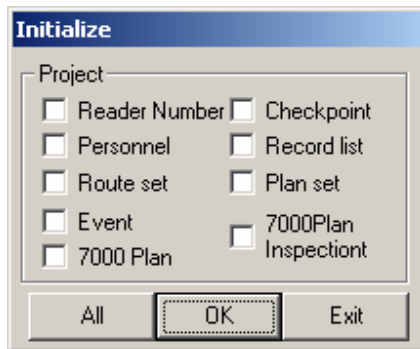 Initialize
Project
Reader Number Checkpoint
Personnel Record list
Route set Plan set
Event 7000Plan
Inspectiont
7000 Plan
All OK Exit